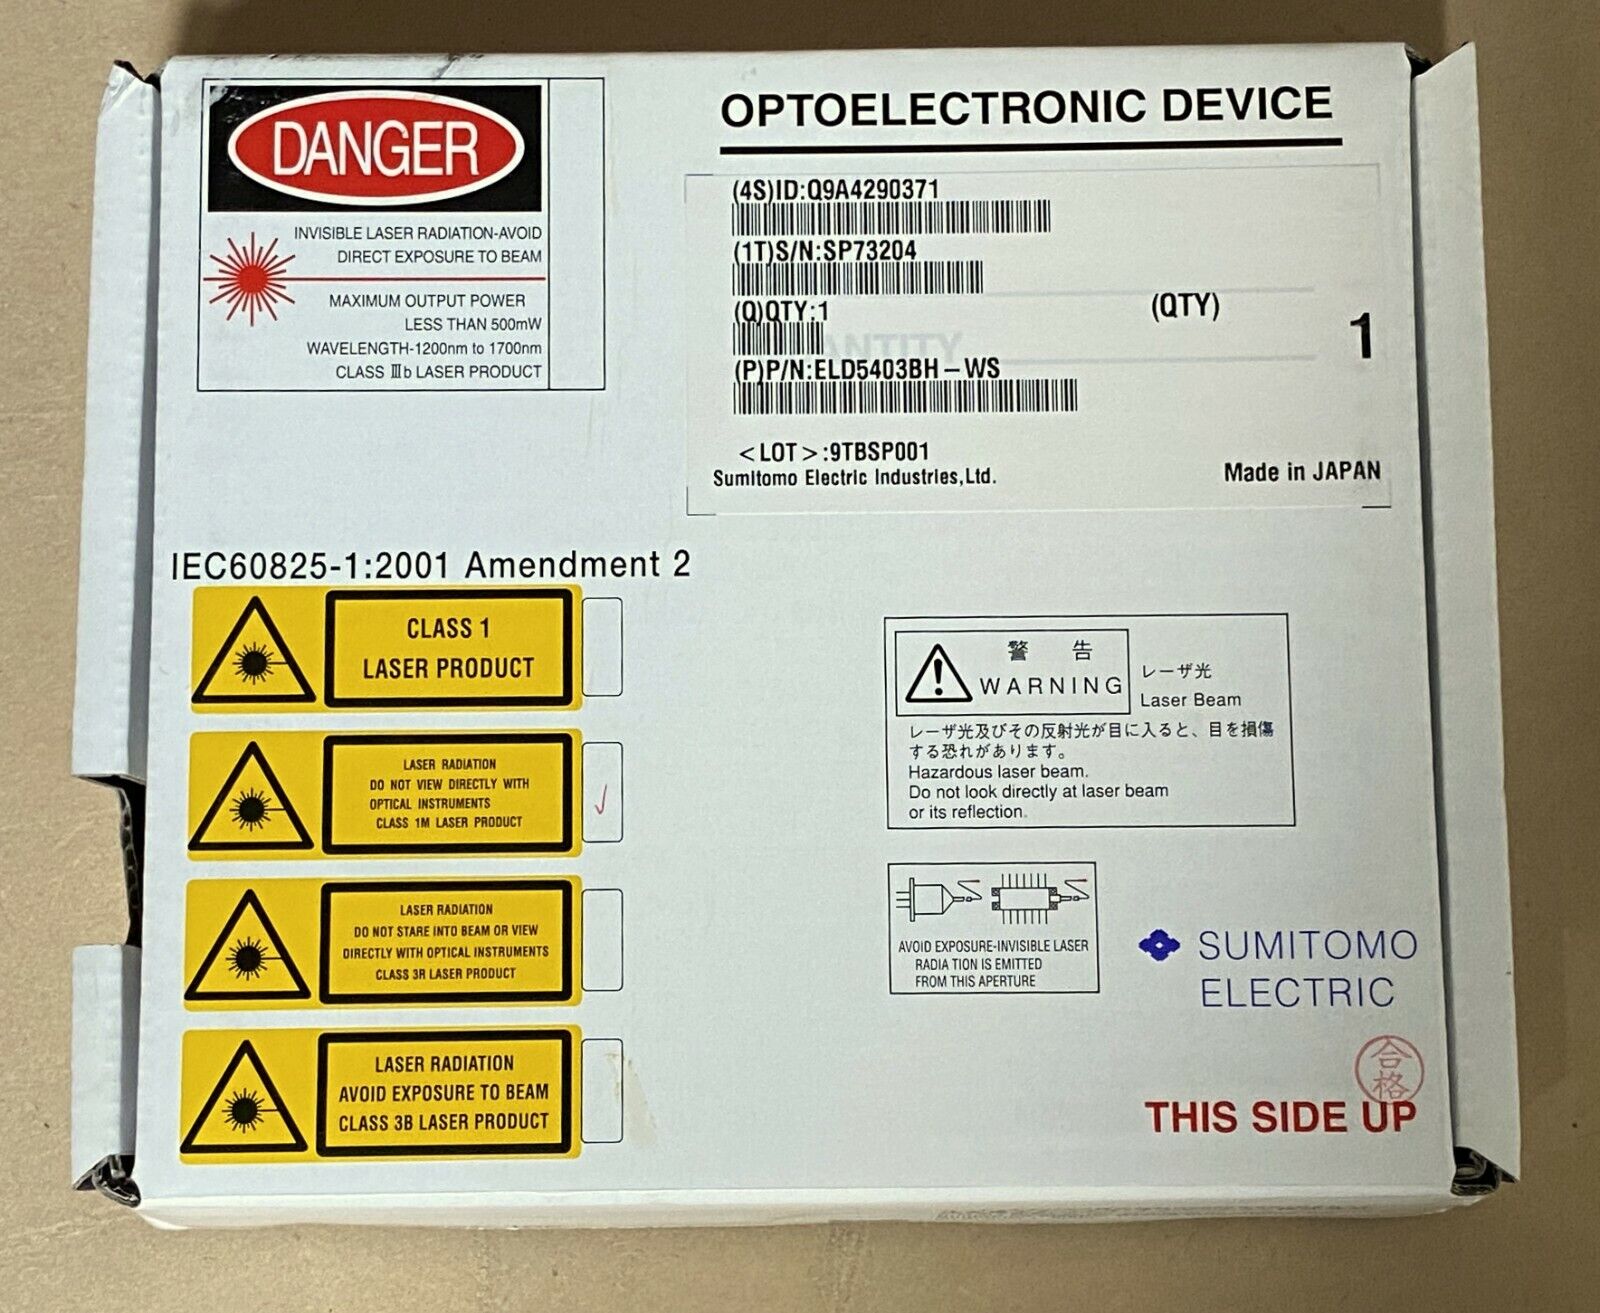 DANGER
INVISIBLE LASER RADIATION-AVOID
DIRECT EXPOSURE TO BEAM
MAXIMUM OUTPUT POWER
LESS THAN 500mW
WAVELENGTH-1200nm to 1700nm
CLASS Ⅲb LASER PRODUCT
OPTOELECTRONIC DEVICE
(4S)ID:Q9A4290371
(1T)S/N:SP73204
(Q)QTY:1
(QTY)
1
(P)P/N:ELD5403BH-WS
<LOT>:9TBSP001
Sumitomo Electric Industries,Ltd.
Made in JAPAN
IEC60825-1:2001 Amendment 2
CLASS 1
LASER PRODUCT
LASER RADIATION
DO NOT VIEW DIRECTLY WITH
OPTICAL INSTRUMENTS
CLASS 1M LASER PRODUCT
LASER RADIATION
DO NOT STARE INTO BEAM OR VIEW
DIRECTLY WITH OPTICAL INSTRUMENTS
CLASS 3R LASER PRODUCT
LASER RADIATION
AVOID EXPOSURE TO BEAM
CLASS 3B LASER PRODUCT
警 告
WARNING
レーザ光
Laser Beam
レーザ光及びその反射光が目に入ると、目を損傷
する恐れがあります。
Hazardous laser beam.
Do not look directly at laser beam
or its reflection.
AVOID EXPOSURE-INVISIBLE LASER
RADIA TION IS EMITTED
FROM THIS APERTURE
SUMITOMO
ELECTRIC
合格
THIS SIDE UP